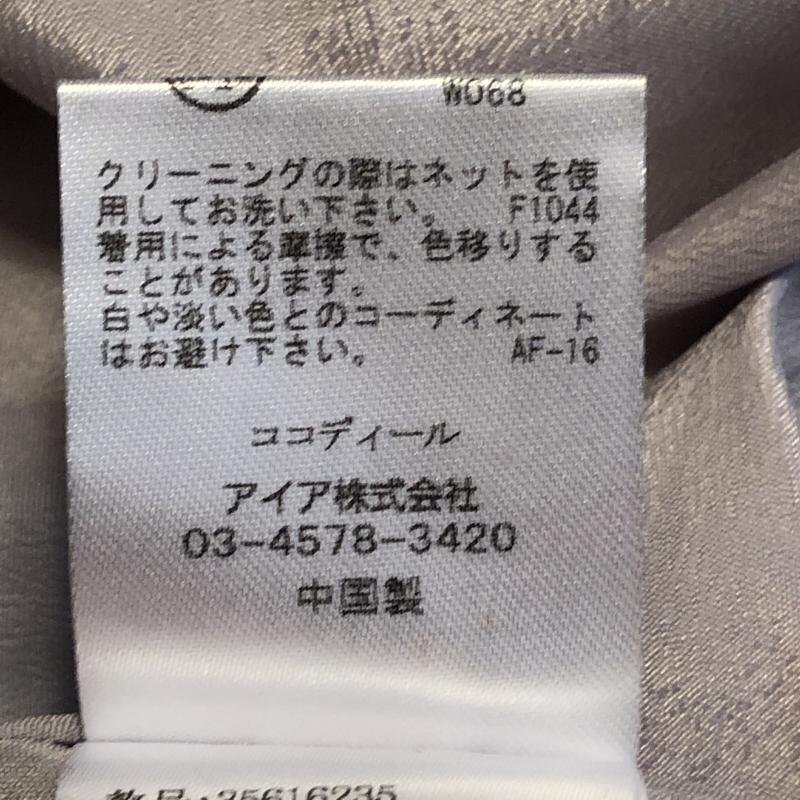 W068
クリーニングの際はネットを使
用してお洗い下さい。 F1044
着用による摩擦で、色移りする
ことがあります。
白や淡い色とのコーディネート
はお避け下さい。 AF-16
ココディール
アイア株式会社
03-4578-3420
中国製
25616235